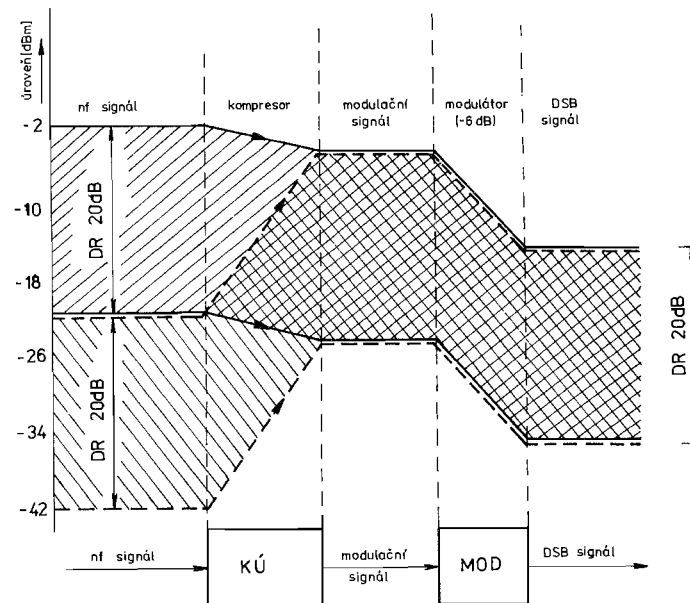 úroveň [dBm]
nf signál
kompresor
modulační
signál
modulátor
(-6 dB)
DSB
signál
-2
-10
-18
-26
-34
-42
DR 20dB
DR 20dB
DR 20dB
nf signál
KÚ
modulační
signál
MOD
DSB signál